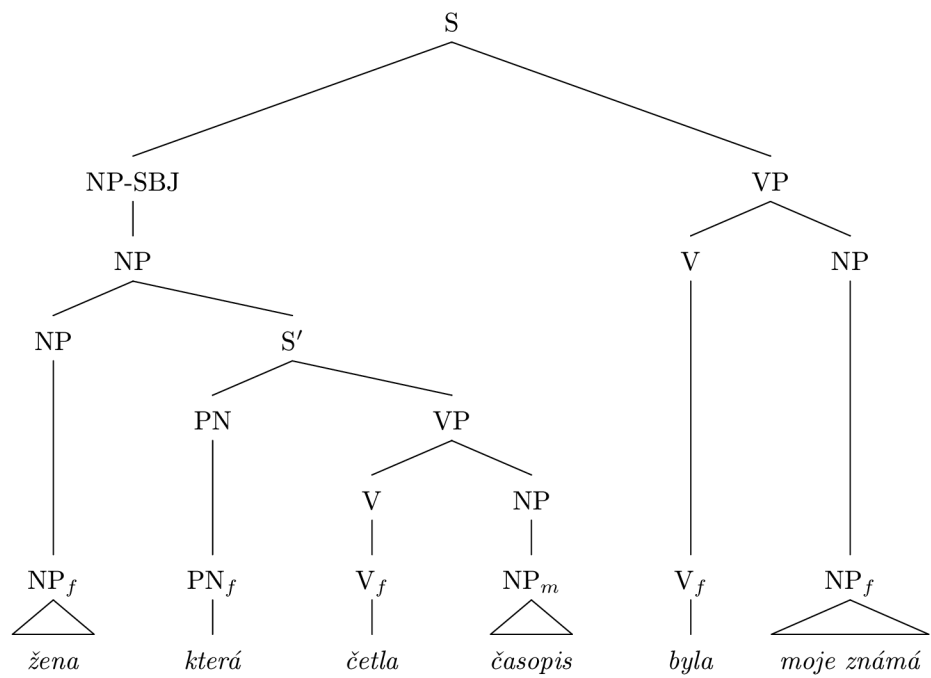 S
NP-SBJ VP
NP V NP
NP S′
PN VP
V NP
NP_f PN_f V_f NP_m V_f NP_f
žena která četla časopis byla moje známá